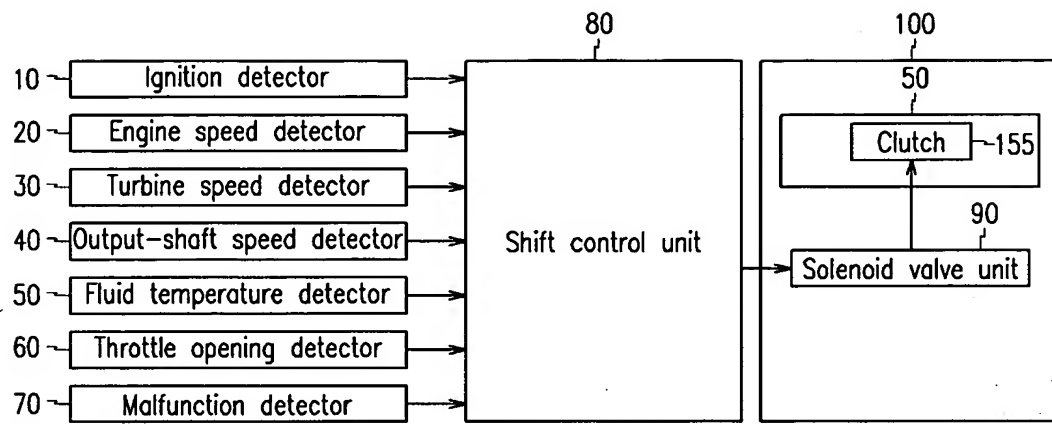 80
100
10 Ignition detector
50
20 Engine speed detector
Clutch 155
30 Turbine speed detector
90
40 Output-shaft speed detector
Shift control unit
Solenoid valve unit
50 Fluid temperature detector
60 Throttle opening detector
70 Malfunction detector